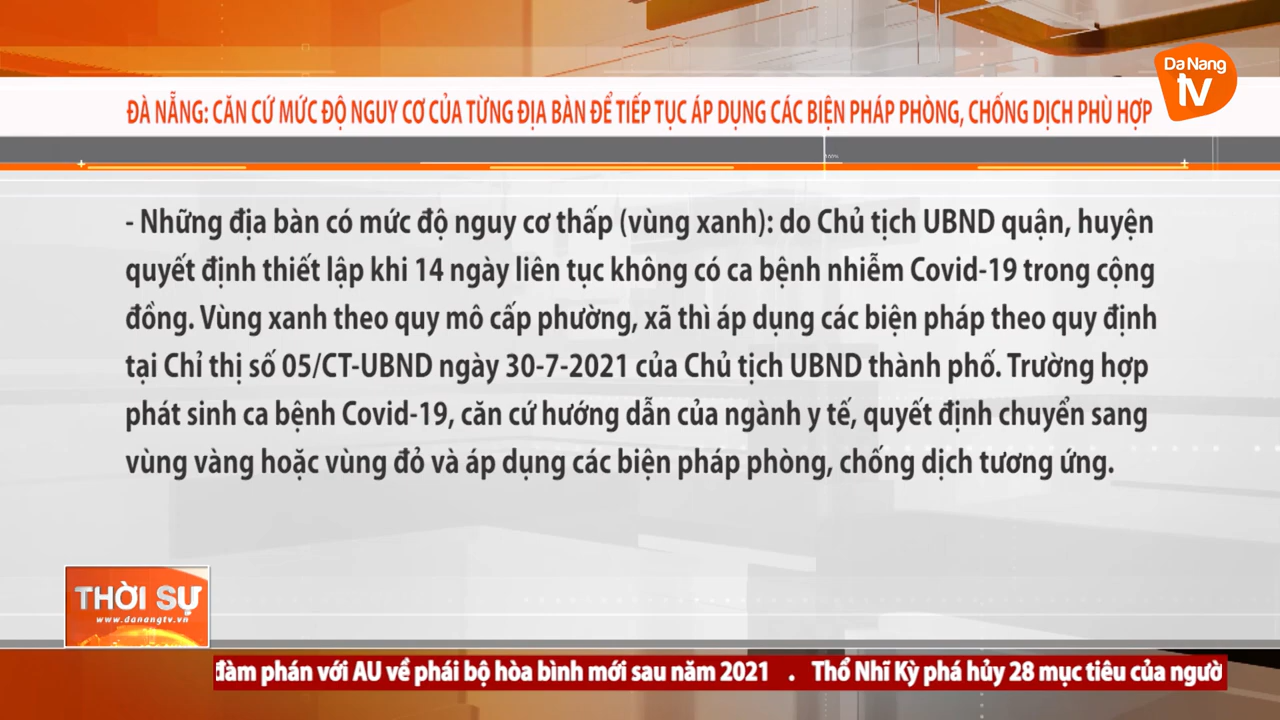 Da Nang
tv
ĐÀ NẴNG: CĂN CỨ MỨC ĐỘ NGUY CƠ CỦA TỪNG ĐỊA BÀN ĐỂ TIẾP TỤC ÁP DỤNG CÁC BIỆN PHÁP PHÒNG, CHỐNG DỊCH PHÙ HỢP
100%
- Những địa bàn có mức độ nguy cơ thấp (vùng xanh): do Chủ tịch UBND quận, huyện
quyết định thiết lập khi 14 ngày liên tục không có ca bệnh nhiễm Covid-19 trong cộng
đồng. Vùng xanh theo quy mô cấp phường, xã thì áp dụng các biện pháp theo quy định
tại Chỉ thị số 05/CT-UBND ngày 30-7-2021 của Chủ tịch UBND thành phố. Trường hợp
phát sinh ca bệnh Covid-19, căn cứ hướng dẫn của ngành y tế, quyết định chuyển sang
vùng vàng hoặc vùng đỏ và áp dụng các biện pháp phòng, chống dịch tương ứng.
THỜI SỰ
www.danangtv.vn
đàm phán với AU về phái bộ hòa bình mới sau năm 2021 . Thổ Nhĩ Kỳ phá hủy 28 mục tiêu của ngườ